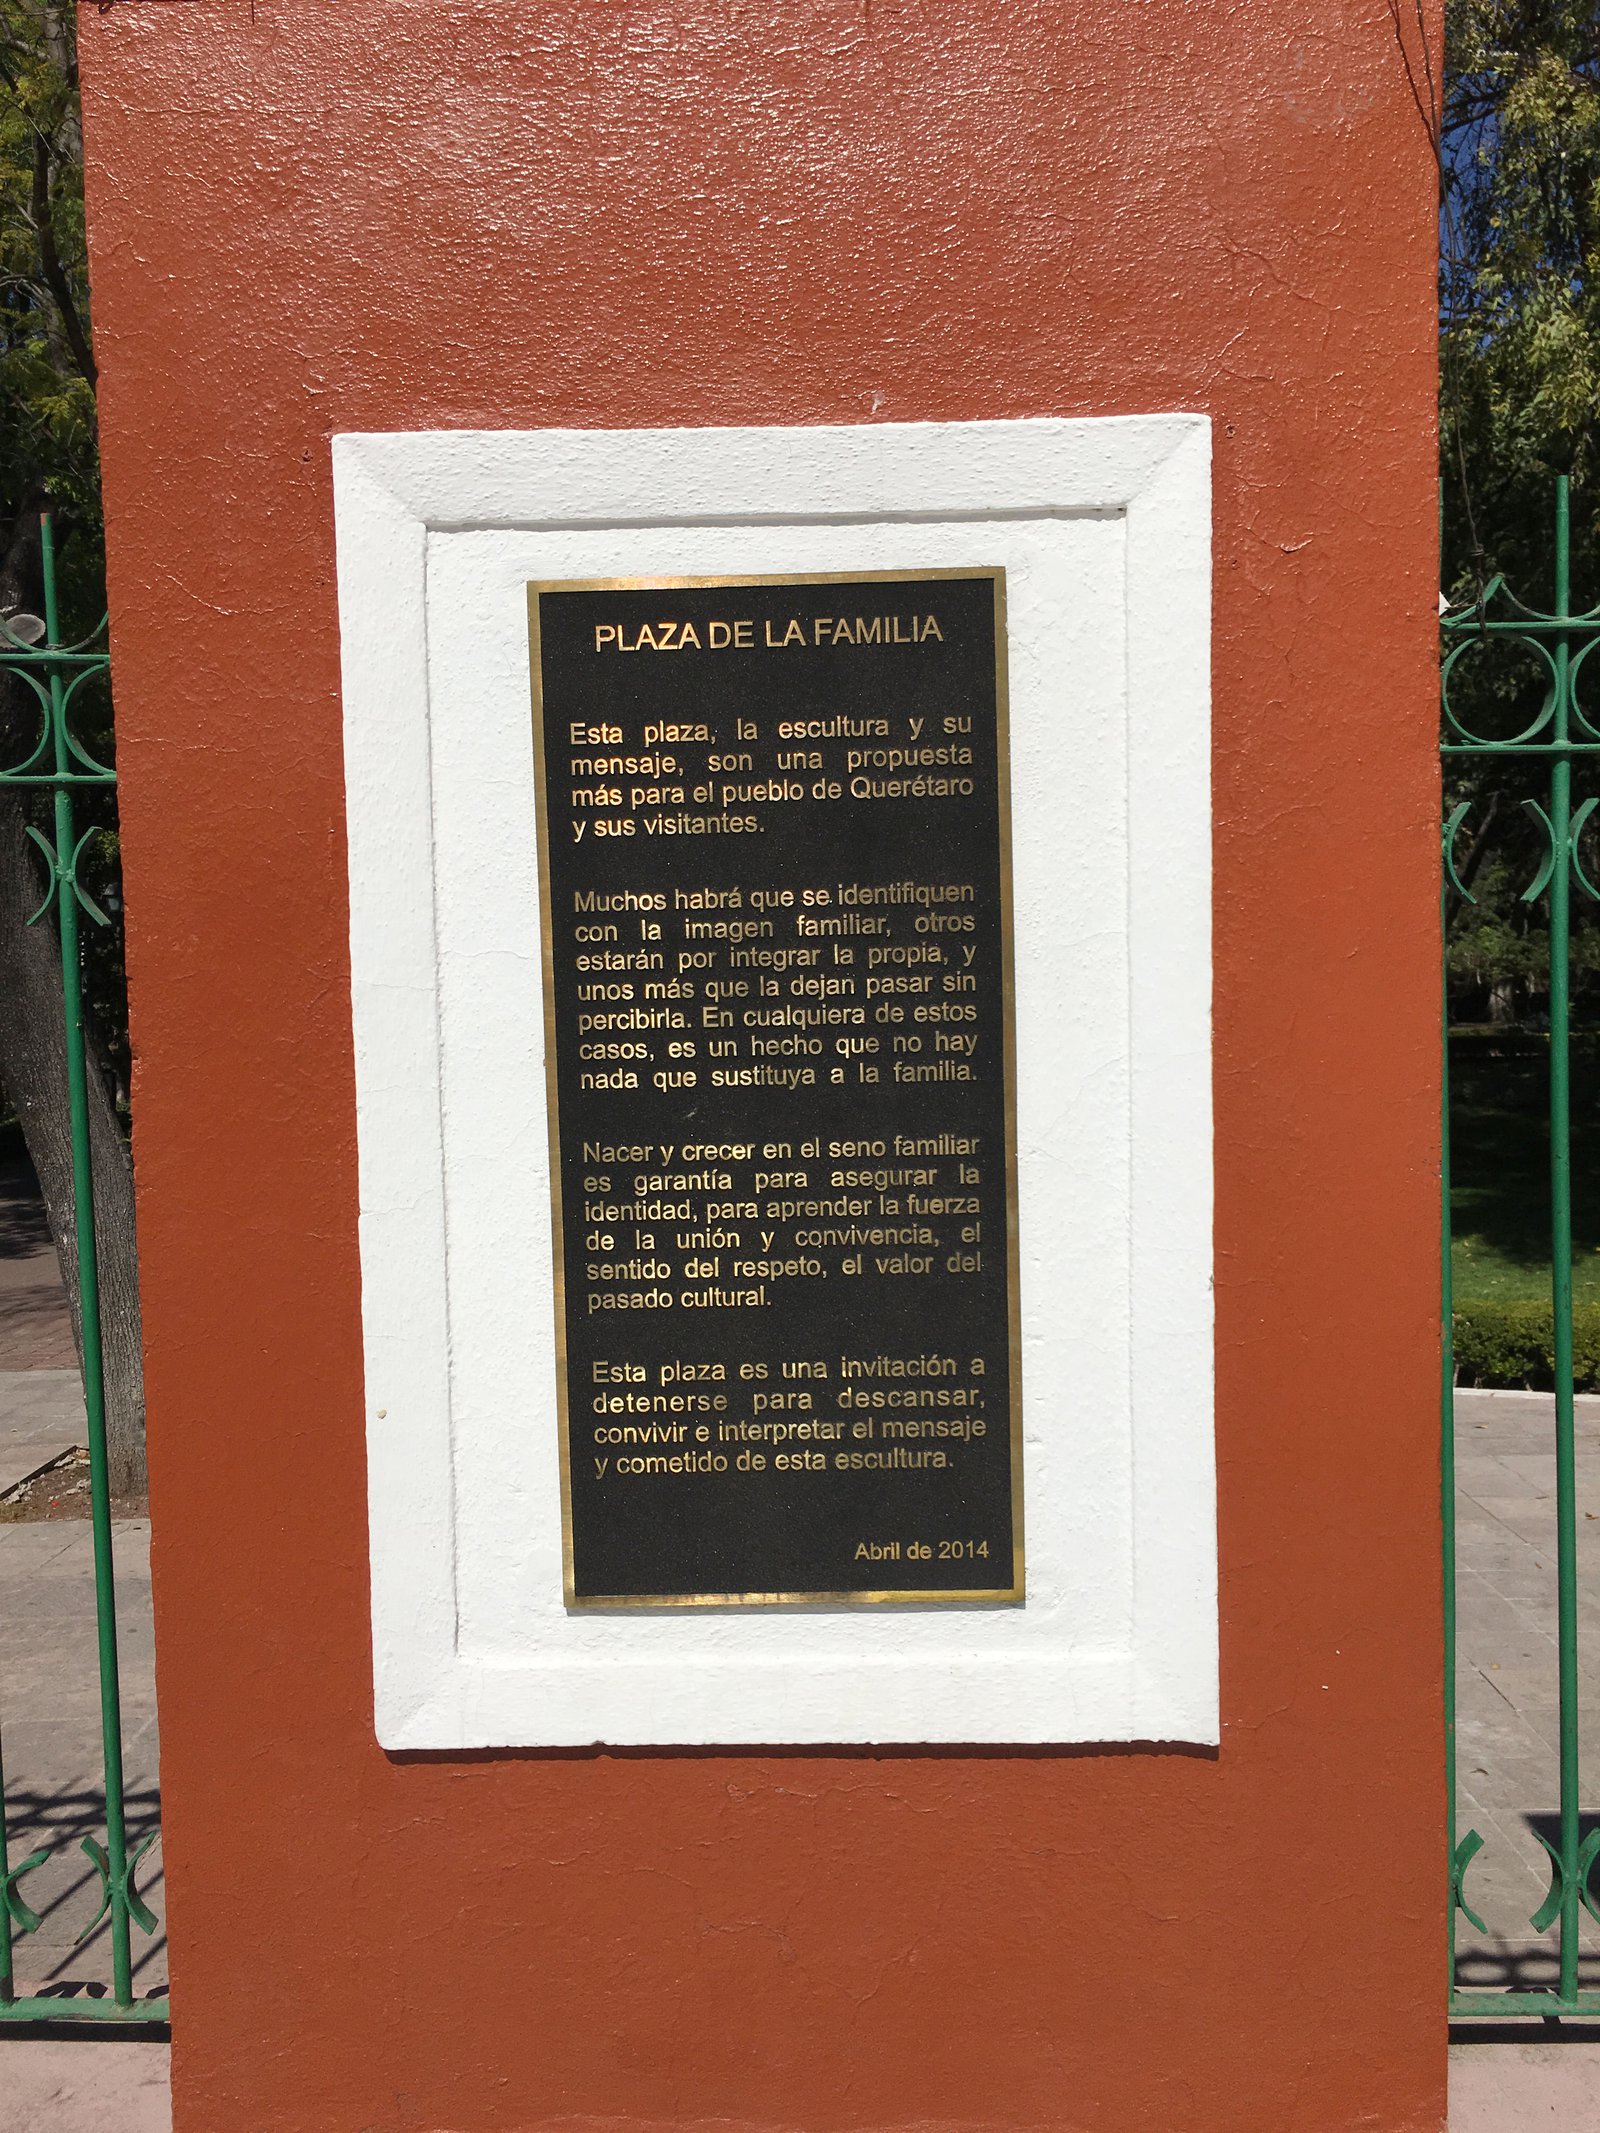 PLAZA DE LA FAMILIA
Esta plaza, la escultura y su
mensaje, son una propuesta
más para el pueblo de Querétaro
y sus visitantes.
Muchos habrá que se identifiquen
con la imagen familiar, otros
estarán por integrar la propia, y
unos más que la dejan pasar sin
percibirla. En cualquiera de estos
casos, es un hecho que no hay
nada que sustituya a la familia.
Nacer y crecer en el seno familiar
es garantía para asegurar la
identidad, para aprender la fuerza
de la unión y convivencia, el
sentido del respeto, el valor del
pasado cultural.
Esta plaza es una invitación a
detenerse para descansar,
convivir e interpretar el mensaje
y cometido de esta escultura.
Abril de 2014